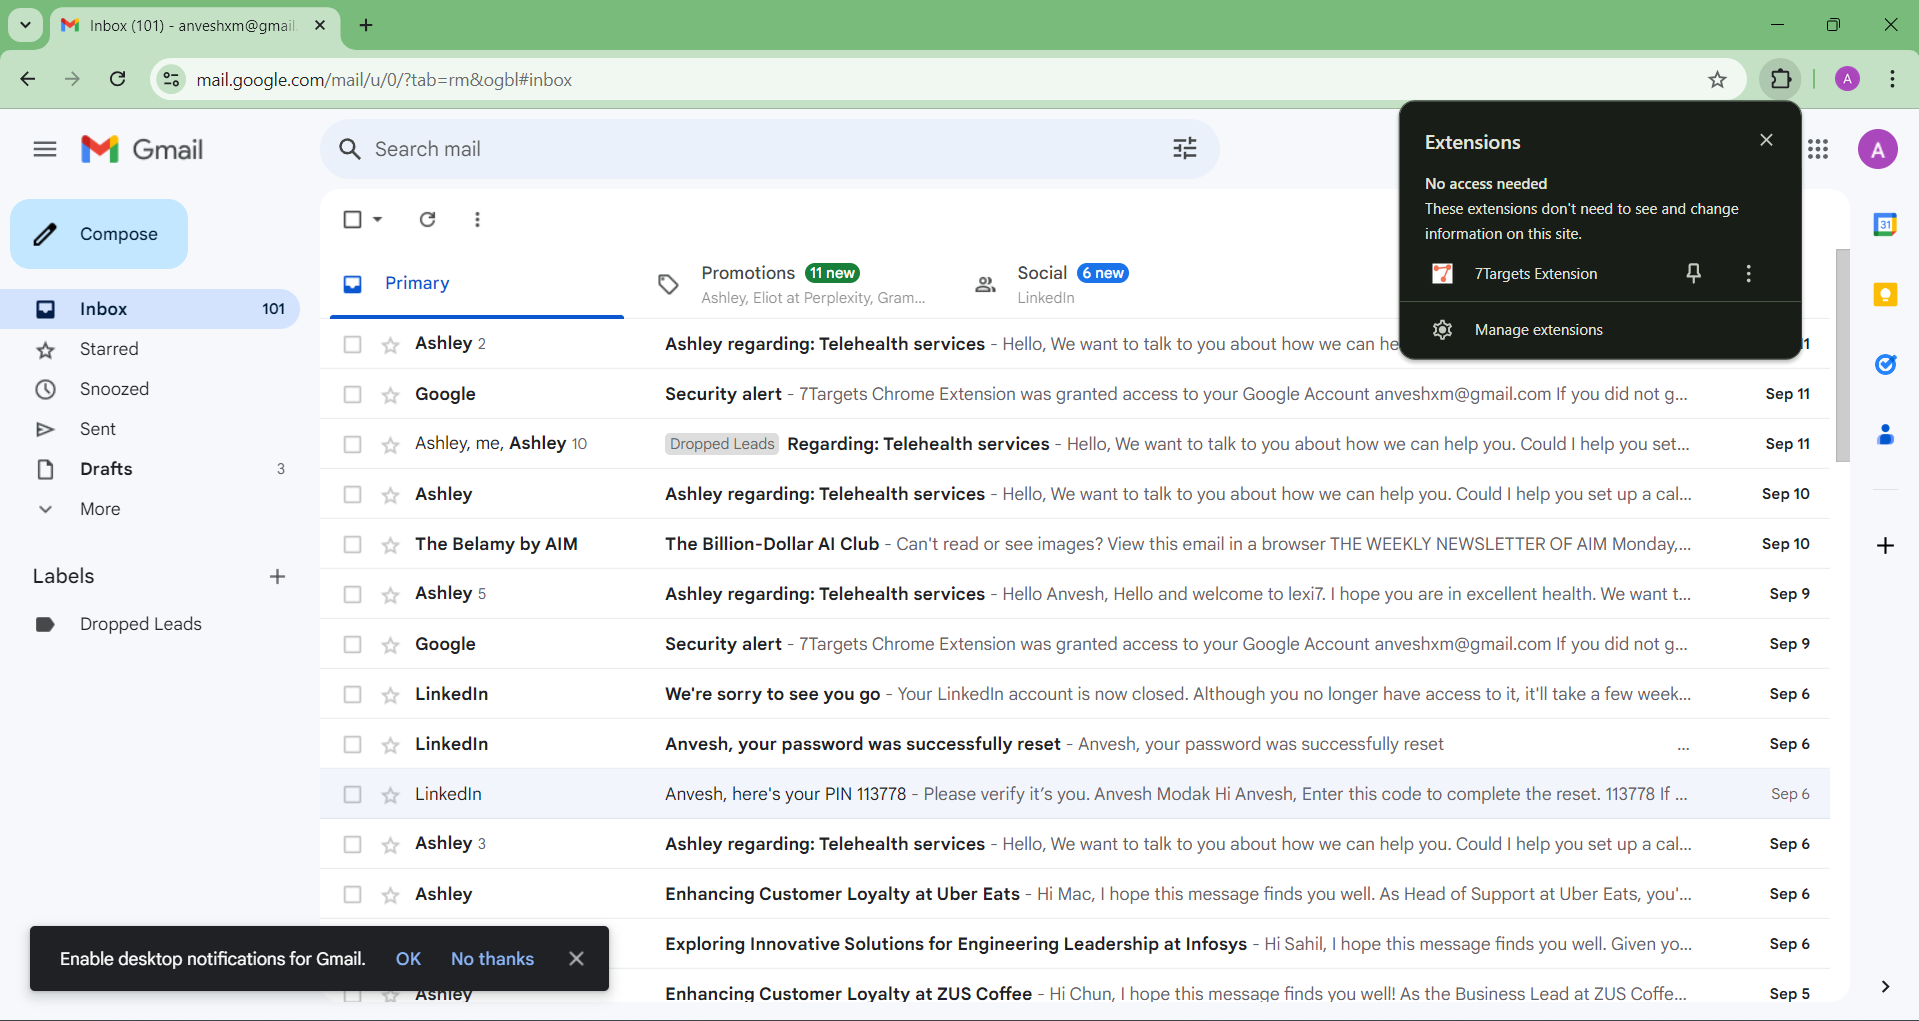 Inbox (101) - anveshxm@gmail.
mail.google.com/mail/u/0/?tab=rm&ogbl#inbox
A
Gmail
Search mail
A
Extensions
No access needed
These extensions don't need to see and change
information on this site.
7Targets Extension
Manage extensions
Compose
Inbox 101
Starred
Snoozed
Sent
Drafts 3
More
Labels
Dropped Leads
Primary
Promotions 11 new
Ashley, Eliot at Perplexity, Gram...
Social 6 new
LinkedIn
Ashley 2 Ashley regarding: Telehealth services - Hello, We want to talk to you about how we can he
Google Security alert - 7Targets Chrome Extension was granted access to your Google Account anveshxm@gmail.com If you did not g... Sep 11
Ashley, me, Ashley 10 Dropped Leads Regarding: Telehealth services - Hello, We want to talk to you about how we can help you. Could I help you set... Sep 11
Ashley Ashley regarding: Telehealth services - Hello, We want to talk to you about how we can help you. Could I help you set up a cal... Sep 10
The Belamy by AIM The Billion-Dollar AI Club - Can't read or see images? View this email in a browser THE WEEKLY NEWSLETTER OF AIM Monday,... Sep 10
Ashley 5 Ashley regarding: Telehealth services - Hello Anvesh, Hello and welcome to lexi7. I hope you are in excellent health. We want t... Sep 9
Google Security alert - 7Targets Chrome Extension was granted access to your Google Account anveshxm@gmail.com If you did not g... Sep 9
LinkedIn We're sorry to see you go - Your LinkedIn account is now closed. Although you no longer have access to it, it'll take a few week... Sep 6
LinkedIn Anvesh, your password was successfully reset - Anvesh, your password was successfully reset ... Sep 6
LinkedIn Anvesh, here's your PIN 113778 - Please verify it’s you. Anvesh Modak Hi Anvesh, Enter this code to complete the reset. 113778 If ... Sep 6
Ashley 3 Ashley regarding: Telehealth services - Hello, We want to talk to you about how we can help you. Could I help you set up a cal... Sep 6
Ashley Enhancing Customer Loyalty at Uber Eats - Hi Mac, I hope this message finds you well. As Head of Support at Uber Eats, you'... Sep 6
Exploring Innovative Solutions for Engineering Leadership at Infosys - Hi Sahil, I hope this message finds you well. Given yo... Sep 6
Ashley Enhancing Customer Loyalty at ZUS Coffee - Hi Chun, I hope this message finds you well! As the Business Lead at ZUS Coffe... Sep 5
Enable desktop notifications for Gmail. OK No thanks
31